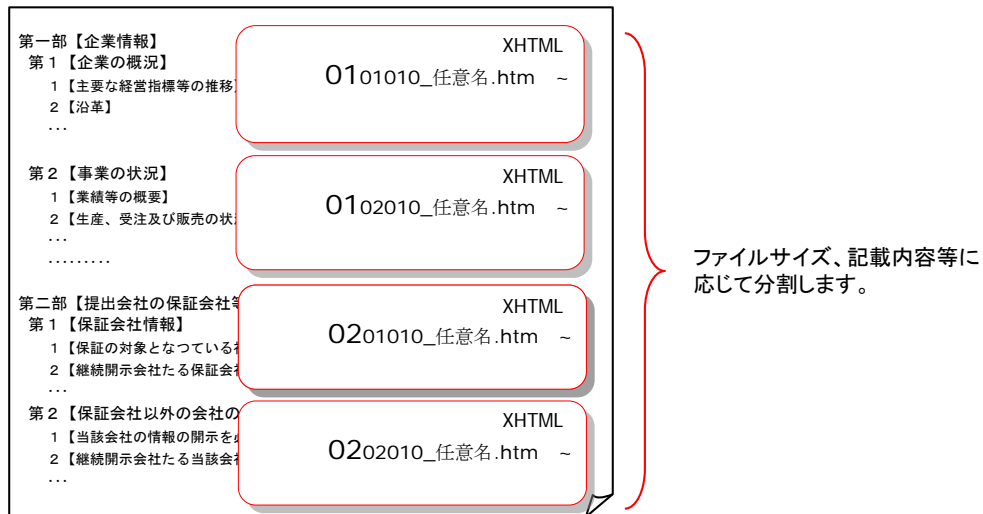 第一部【企業情報】
第1【企業の概況】
1【主要な経営指標等の推移】
2【沿革】
...
XHTML
0101010_任意名.htm ~
第2【事業の状況】
1【業績等の概要】
2【生産、受注及び販売の状
...
.........
XHTML
0102010_任意名.htm ~
第二部【提出会社の保証会社等
第1【保証会社情報】
1【保証の対象となつている
2【継続開示会社たる保証会
...
XHTML
0201010_任意名.htm ~
第2【保証会社以外の会社の
1【当該会社の情報の開示を
2【継続開示会社たる当該会
...
XHTML
0202010_任意名.htm ~
ファイルサイズ、記載内容等に
応じて分割します。